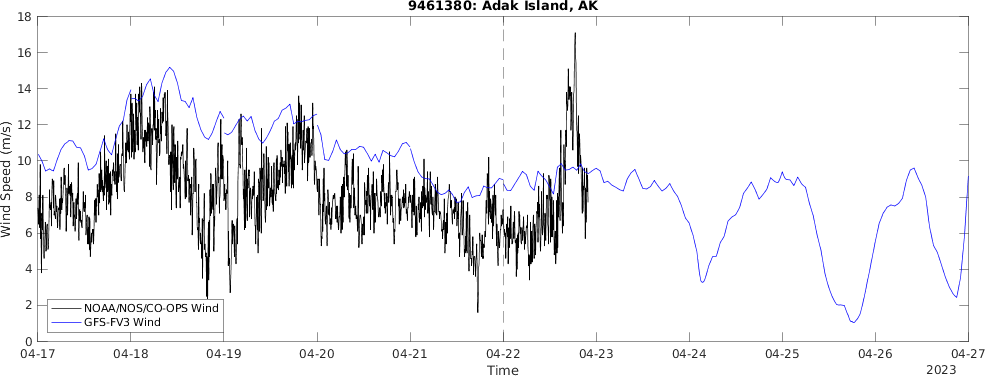 9461380: Adak Island, AK
18
16
14
12
10
8
6
4
2
0
Wind Speed (m/s)
NOAA/NOS/CO-OPS Wind
GFS-FV3 Wind
04-17 04-18 04-19 04-20 04-21 04-22 04-23 04-24 04-25 04-26 04-27
Time
2023